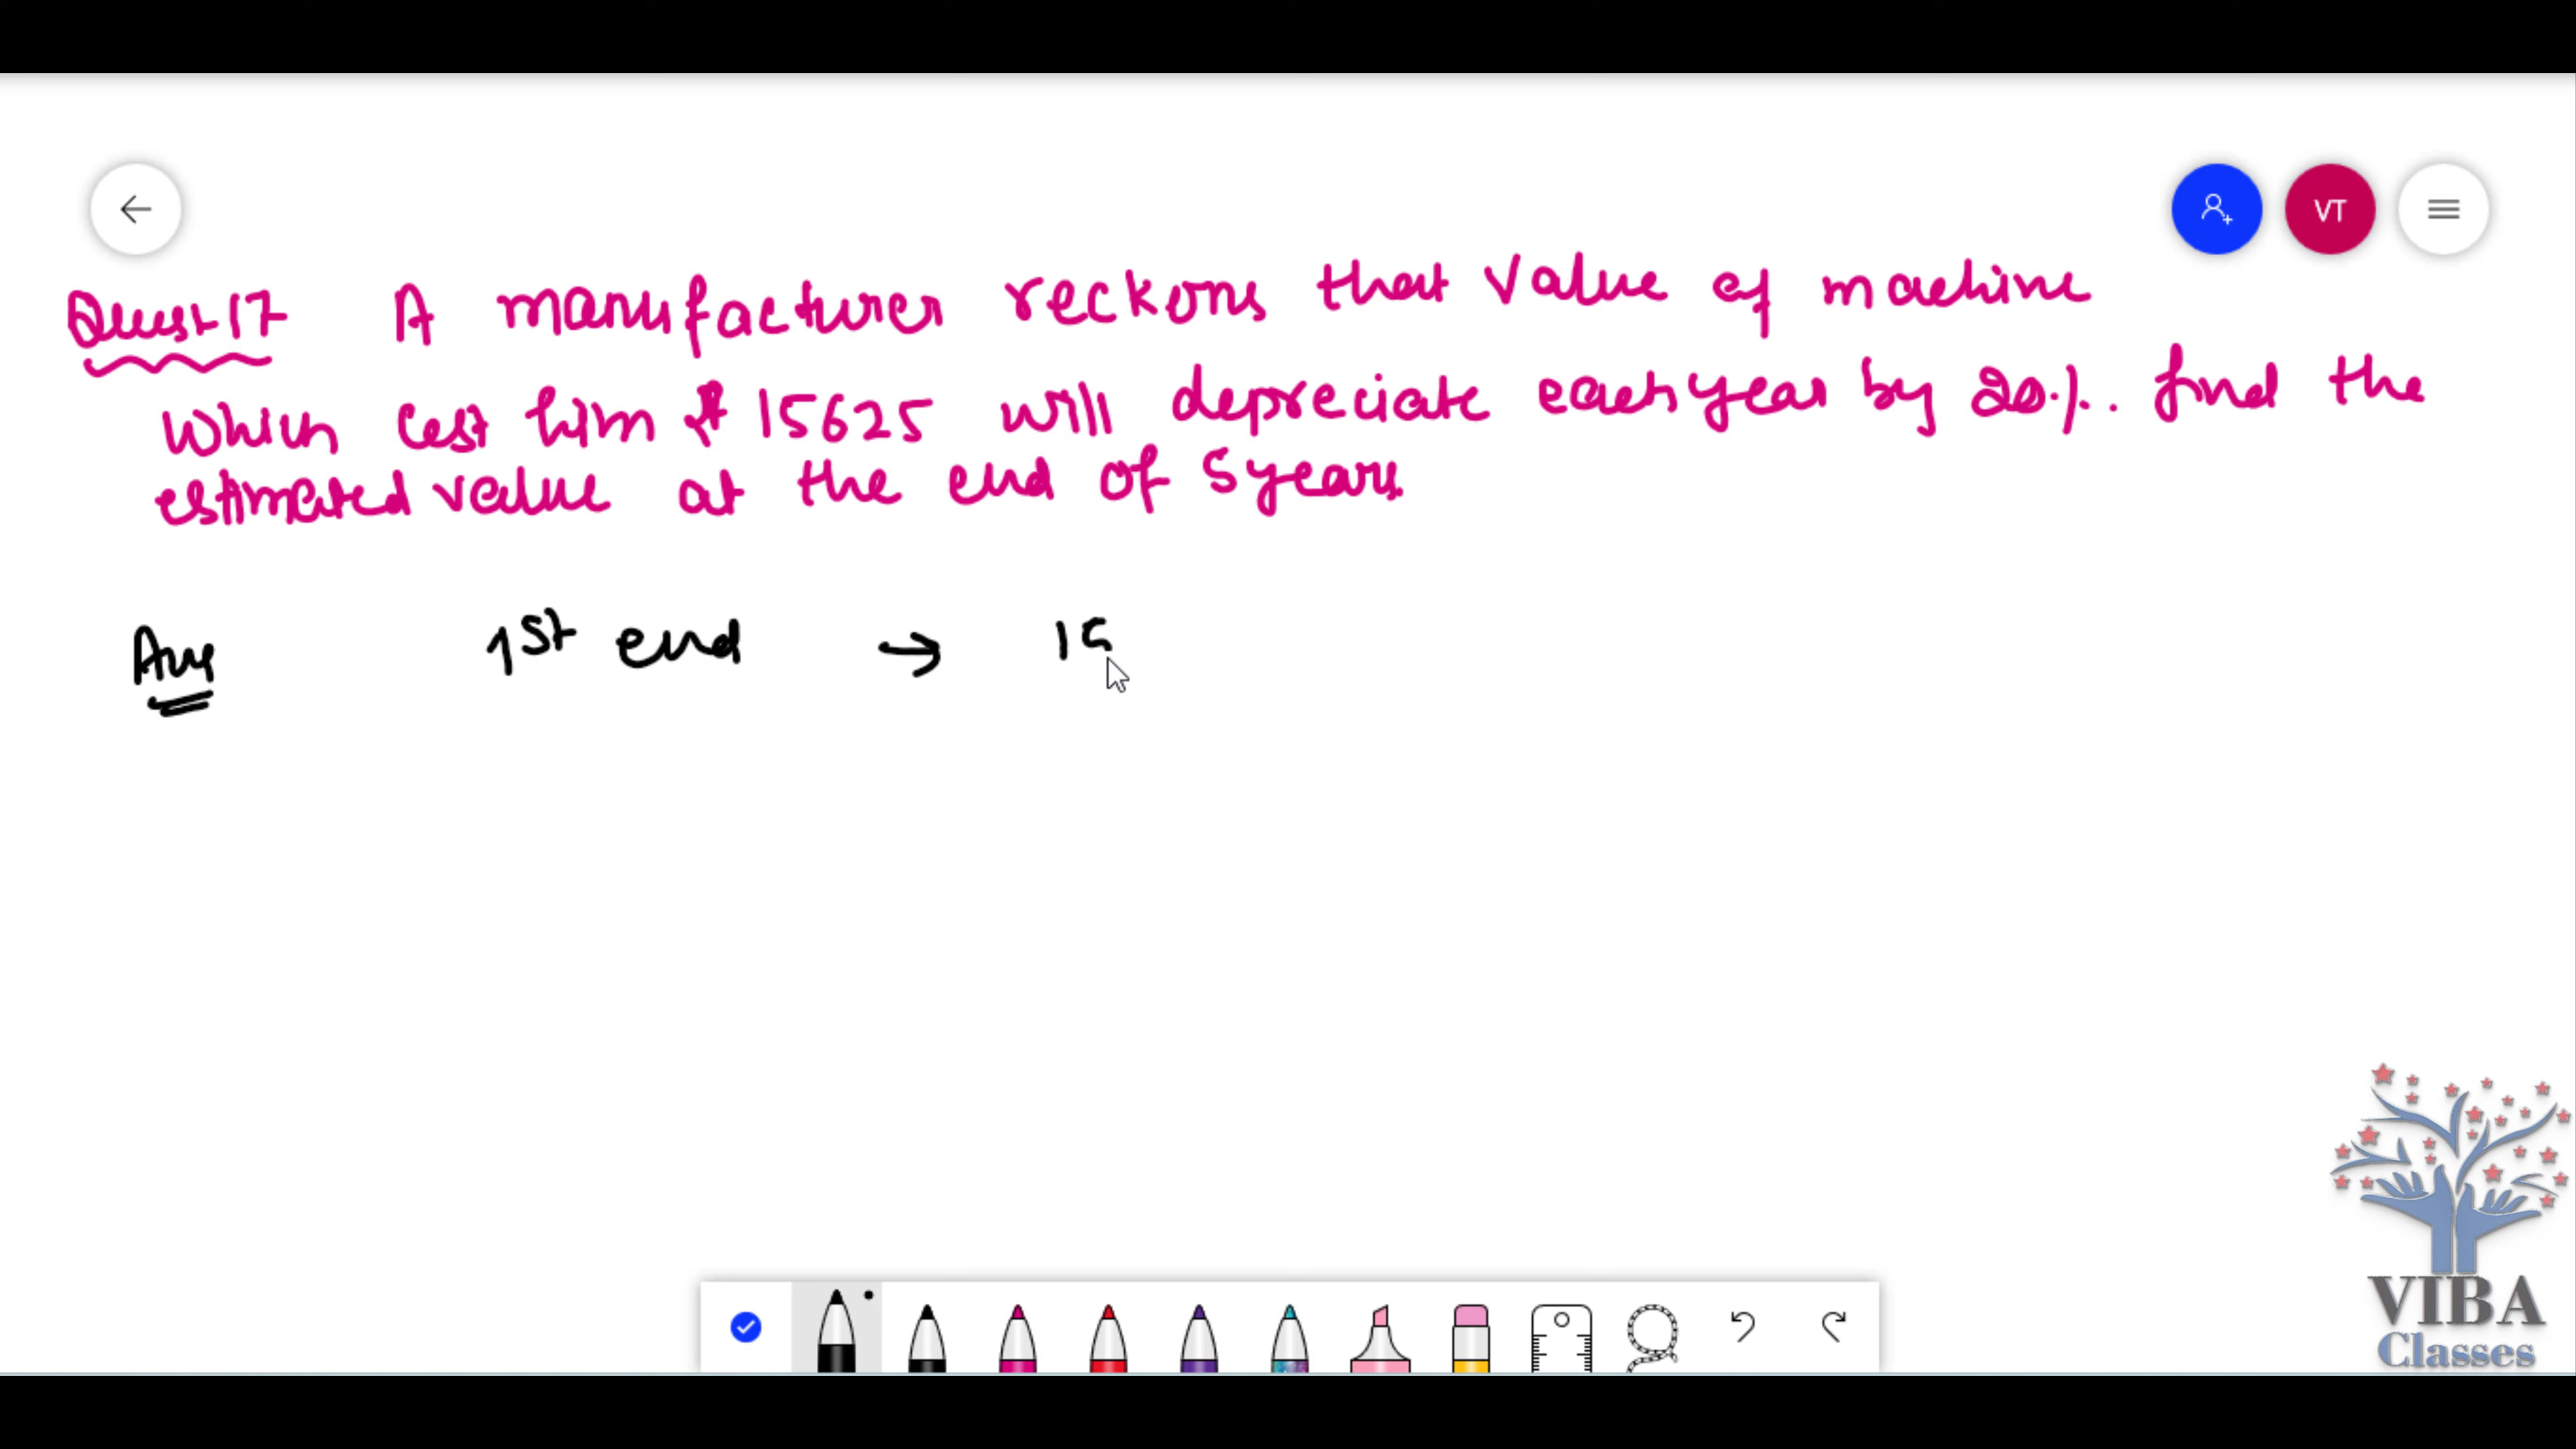 VT
Ques-17 A manufacturer reckons that value of machine
which cost him ₹ 15625 will depreciate each year by 20%. find the
estimated value at the end of 5 years.
Ans 1st end → 15
VIBA
Classes